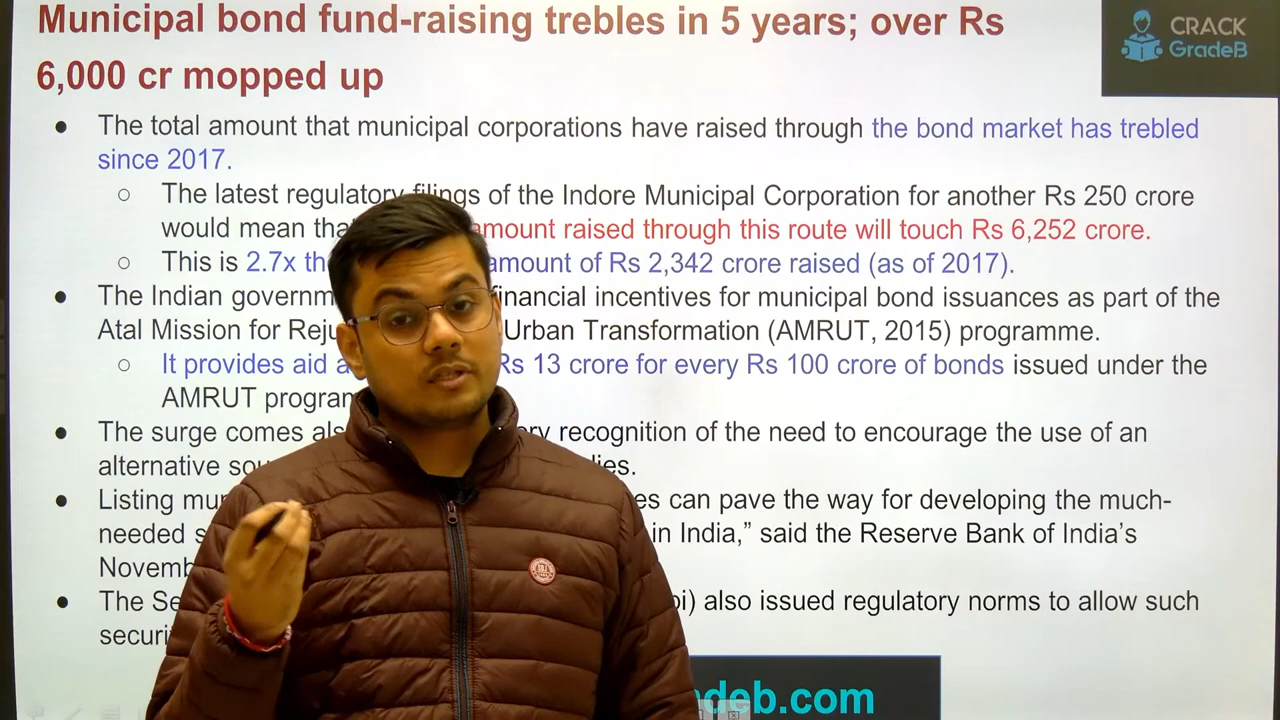 Municipal bond fund-raising trebles in 5 years; over Rs
6,000 cr mopped up
CRACK
GradeB
● The total amount that municipal corporations have raised through the bond market has trebled
since 2017.
○ The latest regulatory filings of the Indore Municipal Corporation for another Rs 250 crore
would mean amount raised through this route will touch Rs 6,252 crore.
○ This is 2.7x amount of Rs 2,342 crore raised (as of 2017).
● The Indian financial incentives for municipal bond issuances as part of the
Atal Mission for Urban Transformation (AMRUT, 2015) programme.
○ It provides aid Rs 13 crore for every Rs 100 crore of bonds issued under the
AMRUT
● The surge comes recognition of the need to encourage the use of an
alternative
● Listing can pave the way for developing the much-
needed in India,” said the Reserve Bank of India’s
● The also issued regulatory norms to allow such
deb.com